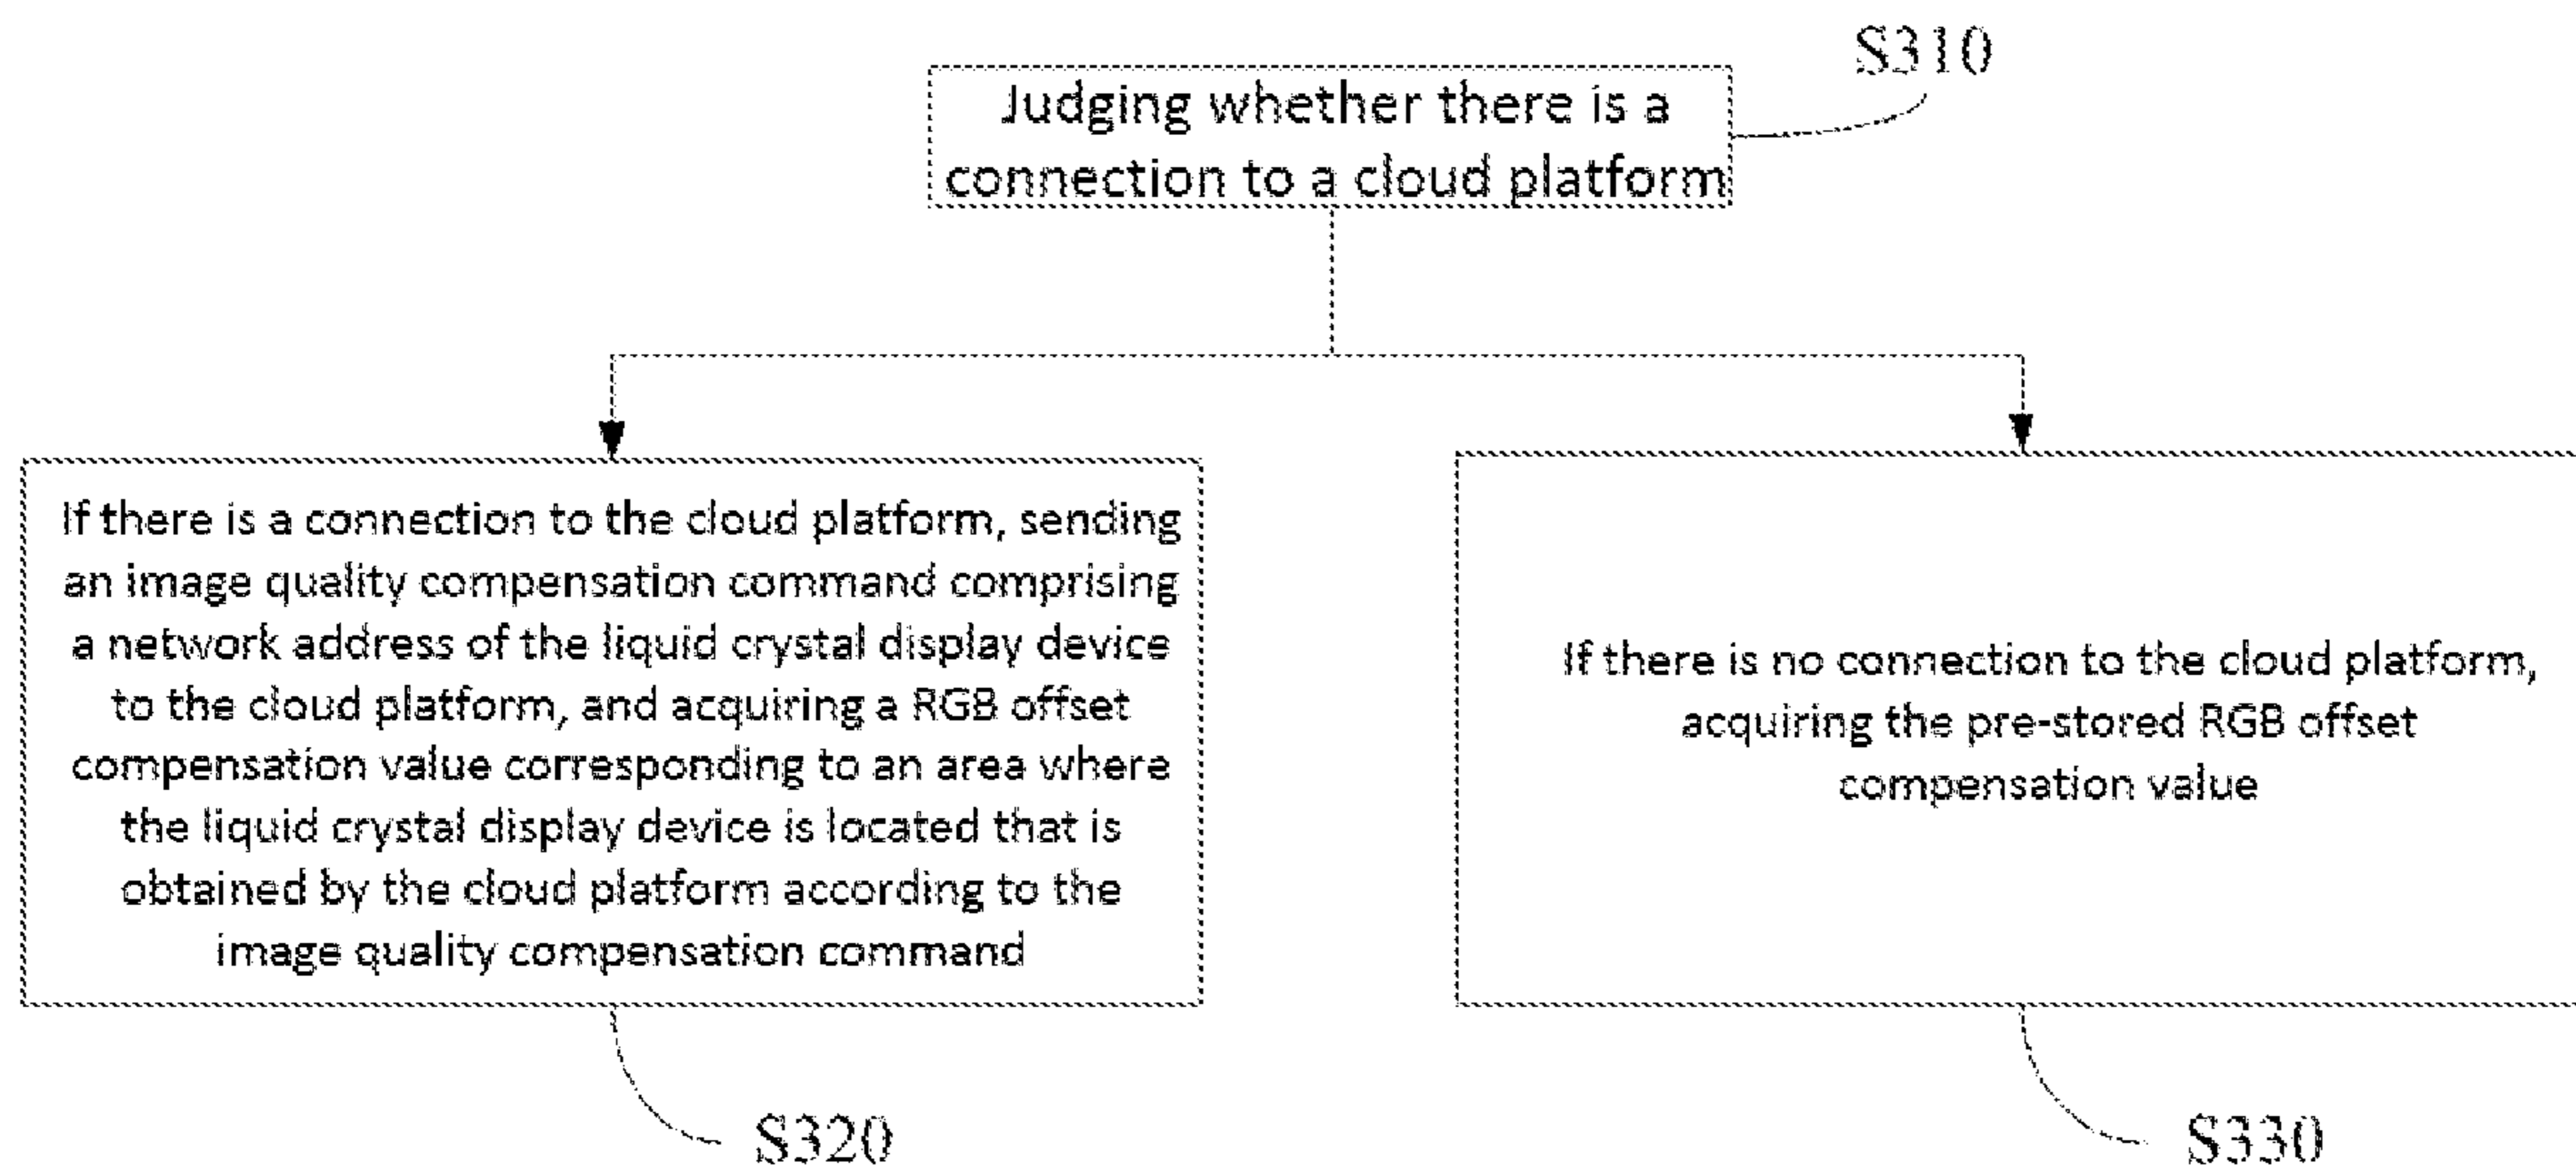 S310
Judging whether there is a
connection to a cloud platform
If there is a connection to the cloud platform, sending
an image quality compensation command comprising
a network address of the liquid crystal display device
to the cloud platform, and acquiring a RGB offset
compensation value corresponding to an area where
the liquid crystal display device is located that is
obtained by the cloud platform according to the
image quality compensation command
If there is no connection to the cloud platform,
acquiring the pre-stored RGB offset
compensation value
S320
S330